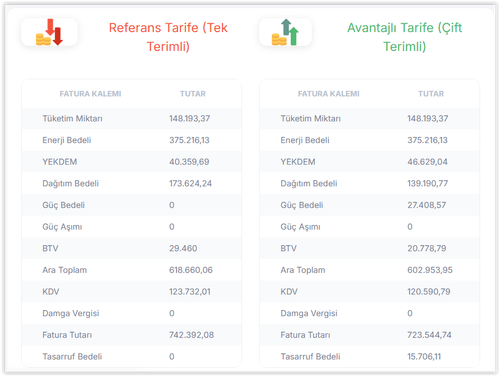 Referans Tarife (Tek
Terimli)
FATURA KALEMI TUTAR
Tüketim Miktarı 148.193,37
Enerji Bedeli 375.216,13
YEKDEM 40.359,69
Dağıtım Bedeli 173.624,24
Güç Bedeli 0
Güç Aşımı 0
BTV 29.460
Ara Toplam 618.660,06
KDV 123.732,01
Damga Vergisi 0
Fatura Tutarı 742.392,08
Tasarruf Bedeli 0
Avantajlı Tarife (Çift
Terimli)
FATURA KALEMI TUTAR
Tüketim Miktarı 148.193,37
Enerji Bedeli 375.216,13
YEKDEM 46.629,04
Dağıtım Bedeli 139.190,77
Güç Bedeli 27.408,57
Güç Aşımı 0
BTV 20.778,79
Ara Toplam 602.953,95
KDV 120.590,79
Damga Vergisi 0
Fatura Tutarı 723.544,74
Tasarruf Bedeli 15.706,11